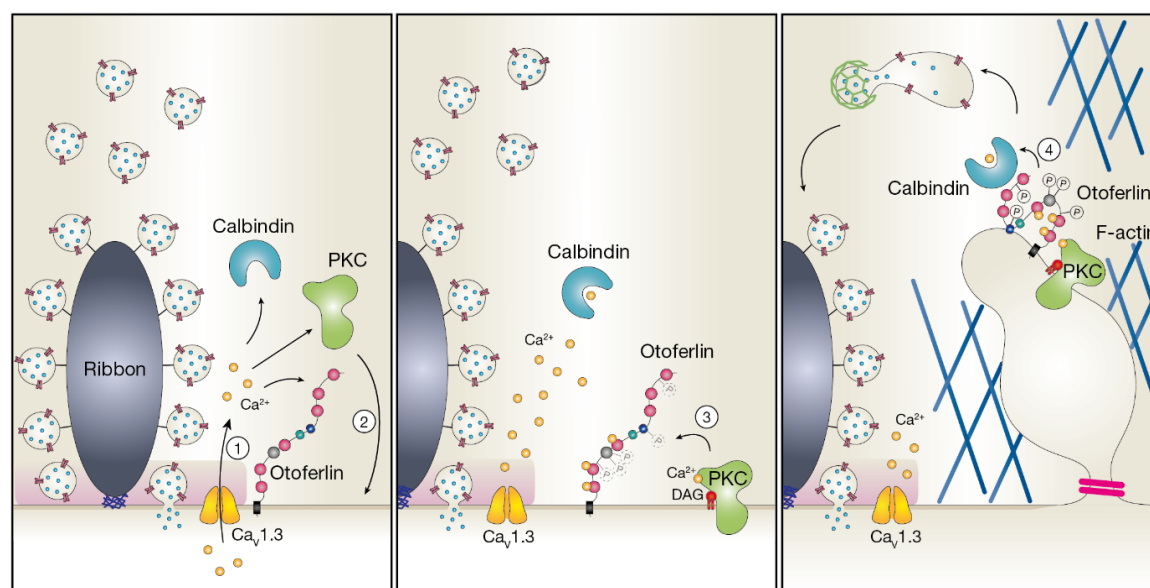 Calbindin
PKC
Ribbon
Ca²⁺
1
2
Otoferlin
Caᵥ1.3
Calbindin
Ca²⁺
Otoferlin
P
P
P
P
P
3
Ca²⁺
PKC
DAG
Caᵥ1.3
4
Calbindin
P
P
P
P
P
Otoferlin
F-actin
PKC
Ca²⁺
Caᵥ1.3